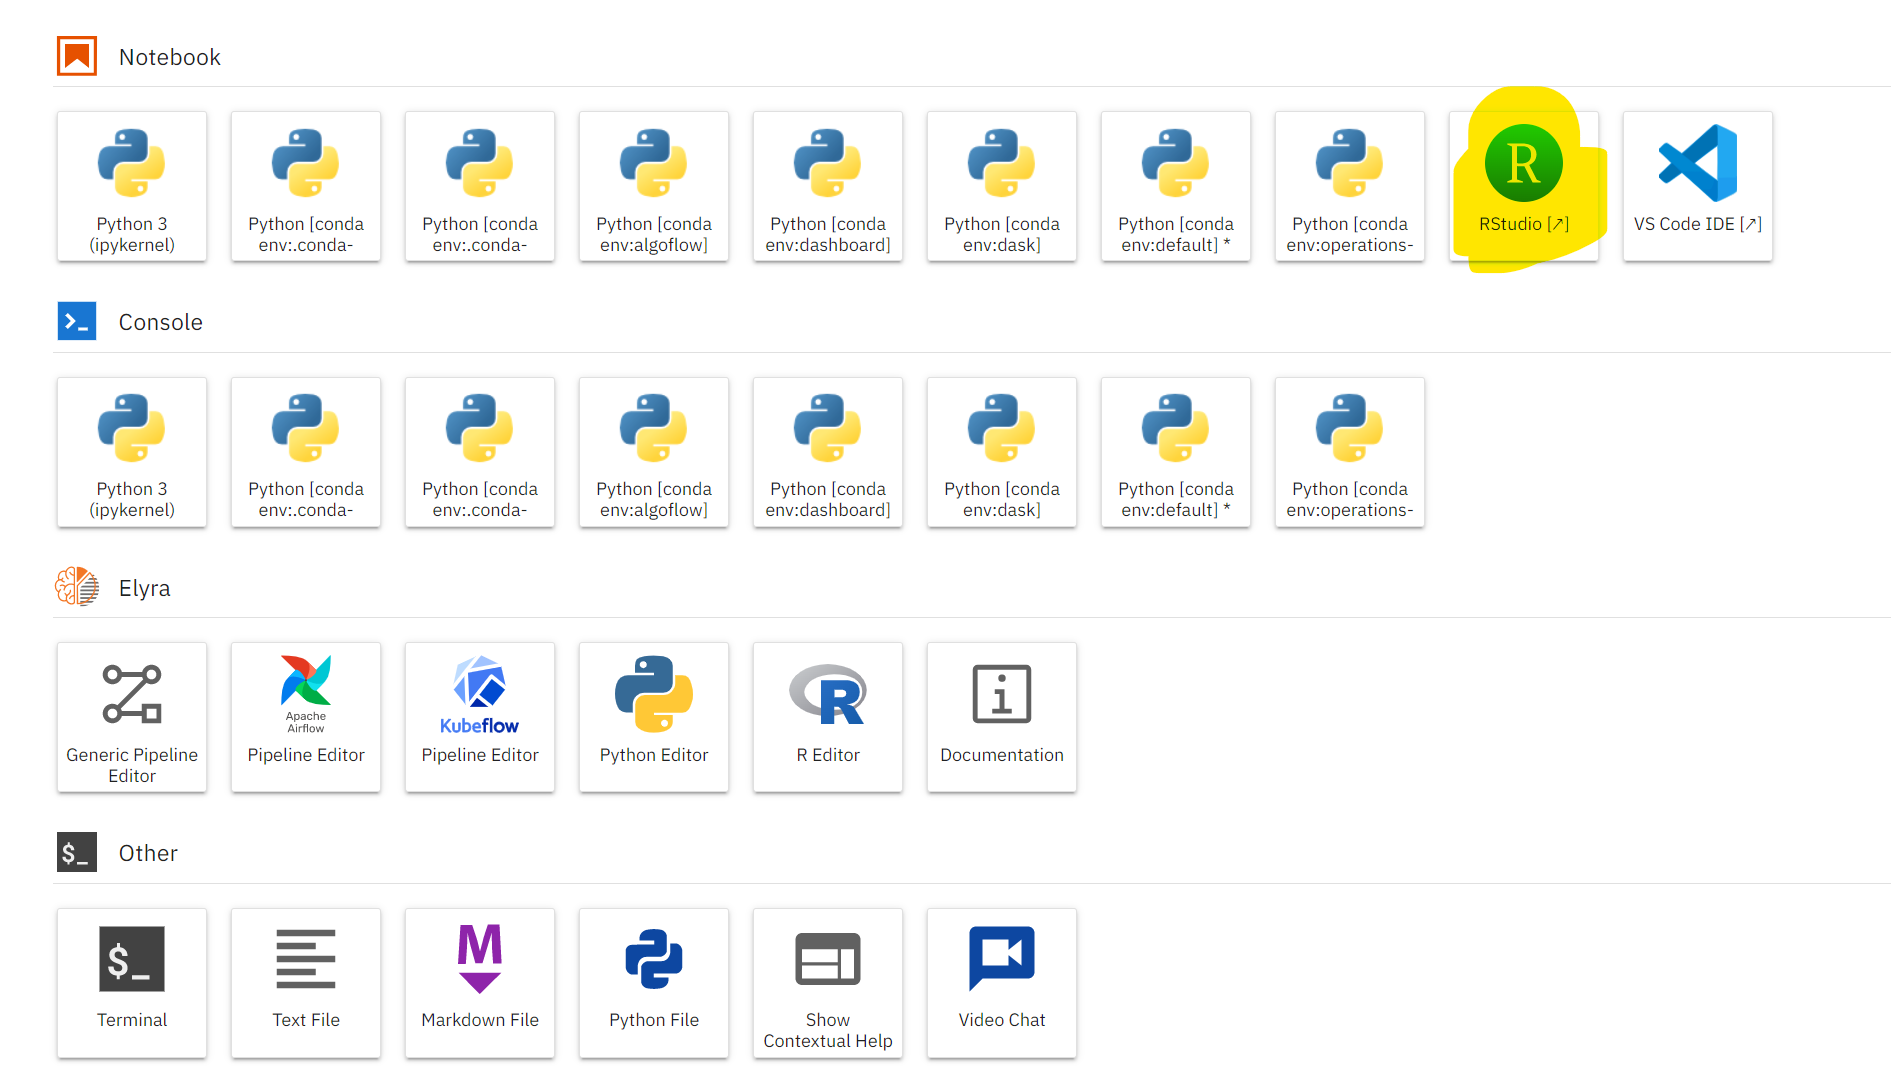 Notebook
Python 3
(ipykernel)
Python [conda
env:.conda-
Python [conda
env:.conda-
Python [conda
env:algoflow]
Python [conda
env:dashboard]
Python [conda
env:dask]
Python [conda
env:default] *
Python [conda
env:operations-
R
RStudio [↗]
VS Code IDE [↗]
Console
Python 3
(ipykernel)
Python [conda
env:.conda-
Python [conda
env:.conda-
Python [conda
env:algoflow]
Python [conda
env:dashboard]
Python [conda
env:dask]
Python [conda
env:default] *
Python [conda
env:operations-
Elyra
Generic Pipeline
Editor
Apache
Airflow
Pipeline Editor
Kubeflow
Pipeline Editor
Python Editor
R
R Editor
i
Documentation
$_
Other
$_
Terminal
Text File
M
Markdown File
Python File
Show
Contextual Help
Video Chat